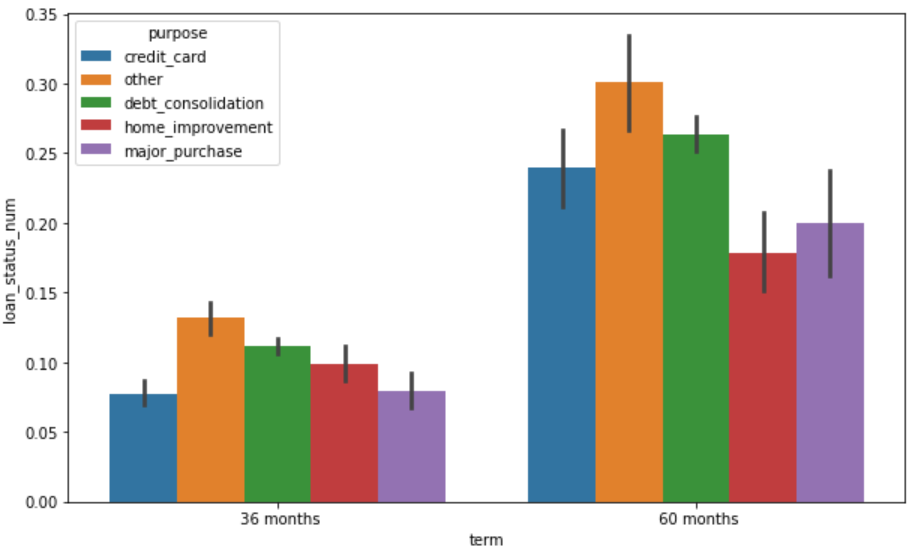 0.35
0.30
0.25
0.20
0.15
0.10
0.05
0.00
loan_status_num
purpose
credit_card
other
debt_consolidation
home_improvement
major_purchase
36 months
60 months
term